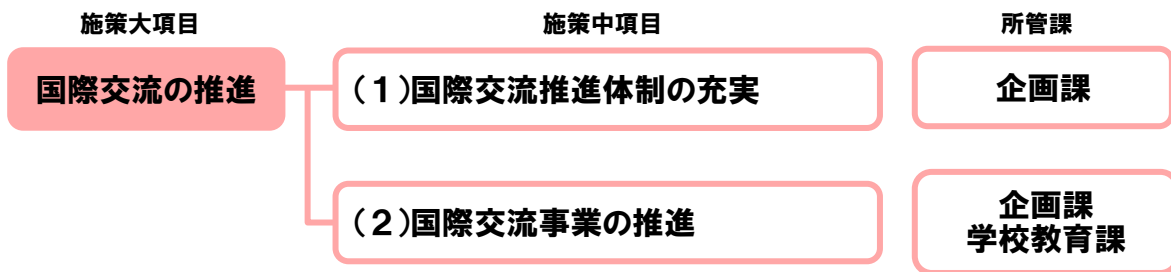 施策大項目
施策中項目
所管課
国際交流の推進
(1)国際交流推進体制の充実
企画課
(2)国際交流事業の推進
企画課
学校教育課